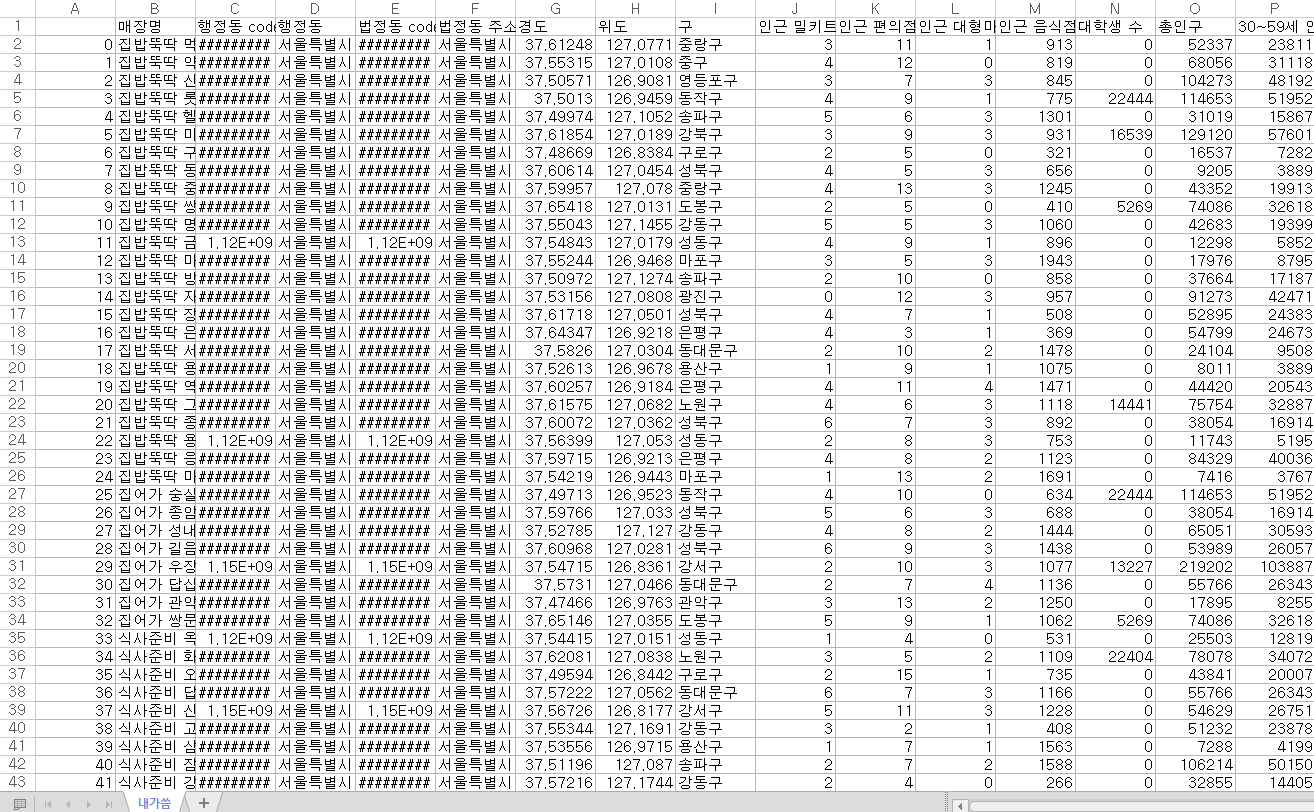 A B C D E F G H I J K L M N O P
1 매장명 행정동 code 행정동 법정동 code 법정동 주소 경도 위도 구 인근 밀키트 인근 편의점 인근 대형마 인근 음식점 대학생 수 총인구 30~59세 인
2 0 집밥뚝딱 먹 ######### 서울특별시 ######### 서울특별시 37.61248 127.0771 중랑구 3 11 1 913 0 52337 23811
3 1 집밥뚝딱 약 ######### 서울특별시 ######### 서울특별시 37.55315 127.0108 중구 4 12 0 819 0 68056 31118
4 2 집밥뚝딱 신 ######### 서울특별시 ######### 서울특별시 37.50571 126.9081 영등포구 3 7 3 845 0 104273 48192
5 3 집밥뚝딱 롯 ######### 서울특별시 ######### 서울특별시 37.5013 126.9459 동작구 4 9 1 775 22444 114653 51952
6 4 집밥뚝딱 헬 ######### 서울특별시 ######### 서울특별시 37.49974 127.1052 송파구 5 6 3 1301 0 31019 15867
7 5 집밥뚝딱 미 ######### 서울특별시 ######### 서울특별시 37.61854 127.0189 강북구 3 9 3 931 16539 129120 57601
8 6 집밥뚝딱 구 ######### 서울특별시 ######### 서울특별시 37.48669 126.8384 구로구 2 5 0 321 0 16537 7282
9 7 집밥뚝딱 동 ######### 서울특별시 ######### 서울특별시 37.60614 127.0454 성북구 4 5 3 656 0 9205 3889
10 8 집밥뚝딱 중 ######### 서울특별시 ######### 서울특별시 37.59957 127.078 중랑구 4 13 3 1245 0 43352 19913
11 9 집밥뚝딱 쌍 ######### 서울특별시 ######### 서울특별시 37.65418 127.0131 도봉구 2 5 0 410 5269 74086 32618
12 10 집밥뚝딱 명 ######### 서울특별시 ######### 서울특별시 37.55043 127.1455 강동구 5 5 3 1060 0 42683 19399
13 11 집밥뚝딱 금 1.12E+09 서울특별시 1.12E+09 서울특별시 37.54843 127.0179 성동구 4 9 1 896 0 12298 5852
14 12 집밥뚝딱 마 ######### 서울특별시 ######### 서울특별시 37.55244 126.9468 마포구 3 5 3 1943 0 17976 8795
15 13 집밥뚝딱 방 ######### 서울특별시 ######### 서울특별시 37.50972 127.1274 송파구 2 10 0 858 0 37664 17187
16 14 집밥뚝딱 자 ######### 서울특별시 ######### 서울특별시 37.53156 127.0808 광진구 0 12 3 957 0 91273 42471
17 15 집밥뚝딱 장 ######### 서울특별시 ######### 서울특별시 37.61718 127.0501 성북구 4 7 1 508 0 52895 24383
18 16 집밥뚝딱 은 ######### 서울특별시 ######### 서울특별시 37.64347 126.9218 은평구 4 3 1 369 0 54799 24673
19 17 집밥뚝딱 서 ######### 서울특별시 ######### 서울특별시 37.5826 127.0304 동대문구 2 10 2 1478 0 24104 9508
20 18 집밥뚝딱 용 ######### 서울특별시 ######### 서울특별시 37.52613 126.9678 용산구 1 9 1 1075 0 8011 3889
21 19 집밥뚝딱 역 ######### 서울특별시 ######### 서울특별시 37.60257 126.9184 은평구 4 11 4 1471 0 44420 20543
22 20 집밥뚝딱 그 ######### 서울특별시 ######### 서울특별시 37.61575 127.0682 노원구 4 6 3 1118 14441 75754 32887
23 21 집밥뚝딱 종 ######### 서울특별시 ######### 서울특별시 37.60072 127.0362 성북구 6 7 3 892 0 38054 16914
24 22 집밥뚝딱 용 1.12E+09 서울특별시 1.12E+09 서울특별시 37.56399 127.053 성동구 2 8 3 753 0 11743 5195
25 23 집밥뚝딱 응 ######### 서울특별시 ######### 서울특별시 37.59715 126.9213 은평구 4 8 2 1123 0 84329 40036
26 24 집밥뚝딱 마 ######### 서울특별시 ######### 서울특별시 37.54219 126.9443 마포구 1 13 2 1691 0 7416 3767
27 25 집어가 숭실 ######### 서울특별시 ######### 서울특별시 37.49713 126.9523 동작구 4 10 0 634 22444 114653 51952
28 26 집어가 종암 ######### 서울특별시 ######### 서울특별시 37.59766 127.033 성북구 5 6 3 688 0 38054 16914
29 27 집어가 성내 ######### 서울특별시 ######### 서울특별시 37.52785 127.127 강동구 4 8 2 1444 0 65051 30593
30 28 집어가 길음 ######### 서울특별시 ######### 서울특별시 37.60968 127.0281 성북구 6 9 3 1438 0 53989 26057
31 29 집어가 우장 1.15E+09 서울특별시 1.15E+09 서울특별시 37.54715 126.8361 강서구 2 10 3 1077 13227 219202 103887
32 30 집어가 답십 ######### 서울특별시 ######### 서울특별시 37.5731 127.0466 동대문구 2 7 4 1136 0 55766 26343
33 31 집어가 관악 ######### 서울특별시 ######### 서울특별시 37.47466 126.9763 관악구 3 13 2 1250 0 17895 8255
34 32 집어가 쌍문 ######### 서울특별시 ######### 서울특별시 37.65146 127.0355 도봉구 5 9 1 1062 5269 74086 32618
35 33 식사준비 옥 1.12E+09 서울특별시 1.12E+09 서울특별시 37.54415 127.0151 성동구 1 4 0 531 0 25503 12819
36 34 식사준비 화 ######### 서울특별시 ######### 서울특별시 37.62081 127.0838 노원구 3 5 2 1109 22404 78078 34072
37 35 식사준비 오 ######### 서울특별시 ######### 서울특별시 37.49594 126.8442 구로구 2 15 1 735 0 43841 20007
38 36 식사준비 답 ######### 서울특별시 ######### 서울특별시 37.57222 127.0562 동대문구 6 7 3 1166 0 55766 26343
39 37 식사준비 신 1.15E+09 서울특별시 1.15E+09 서울특별시 37.56726 126.8177 강서구 5 11 3 1228 0 54629 26751
40 38 식사준비 고 ######### 서울특별시 ######### 서울특별시 37.55344 127.1691 강동구 3 2 1 408 0 51232 23878
41 39 식사준비 삼 ######### 서울특별시 ######### 서울특별시 37.53556 126.9715 용산구 1 7 1 1563 0 7288 4199
42 40 식사준비 잠 ######### 서울특별시 ######### 서울특별시 37.51196 127.087 송파구 2 7 2 1588 0 106214 50150
43 41 식사준비 강 ######### 서울특별시 ######### 서울특별시 37.57216 127.1744 강동구 2 4 0 266 0 32855 14405
내가씀